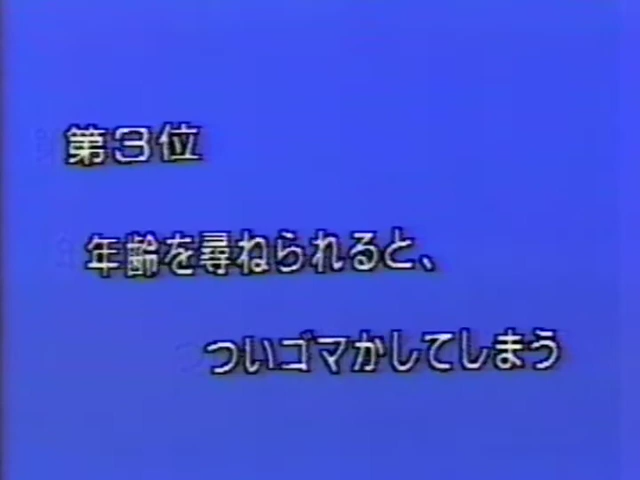 第3位
年齢を尋ねられると、
ついゴマかしてしまう